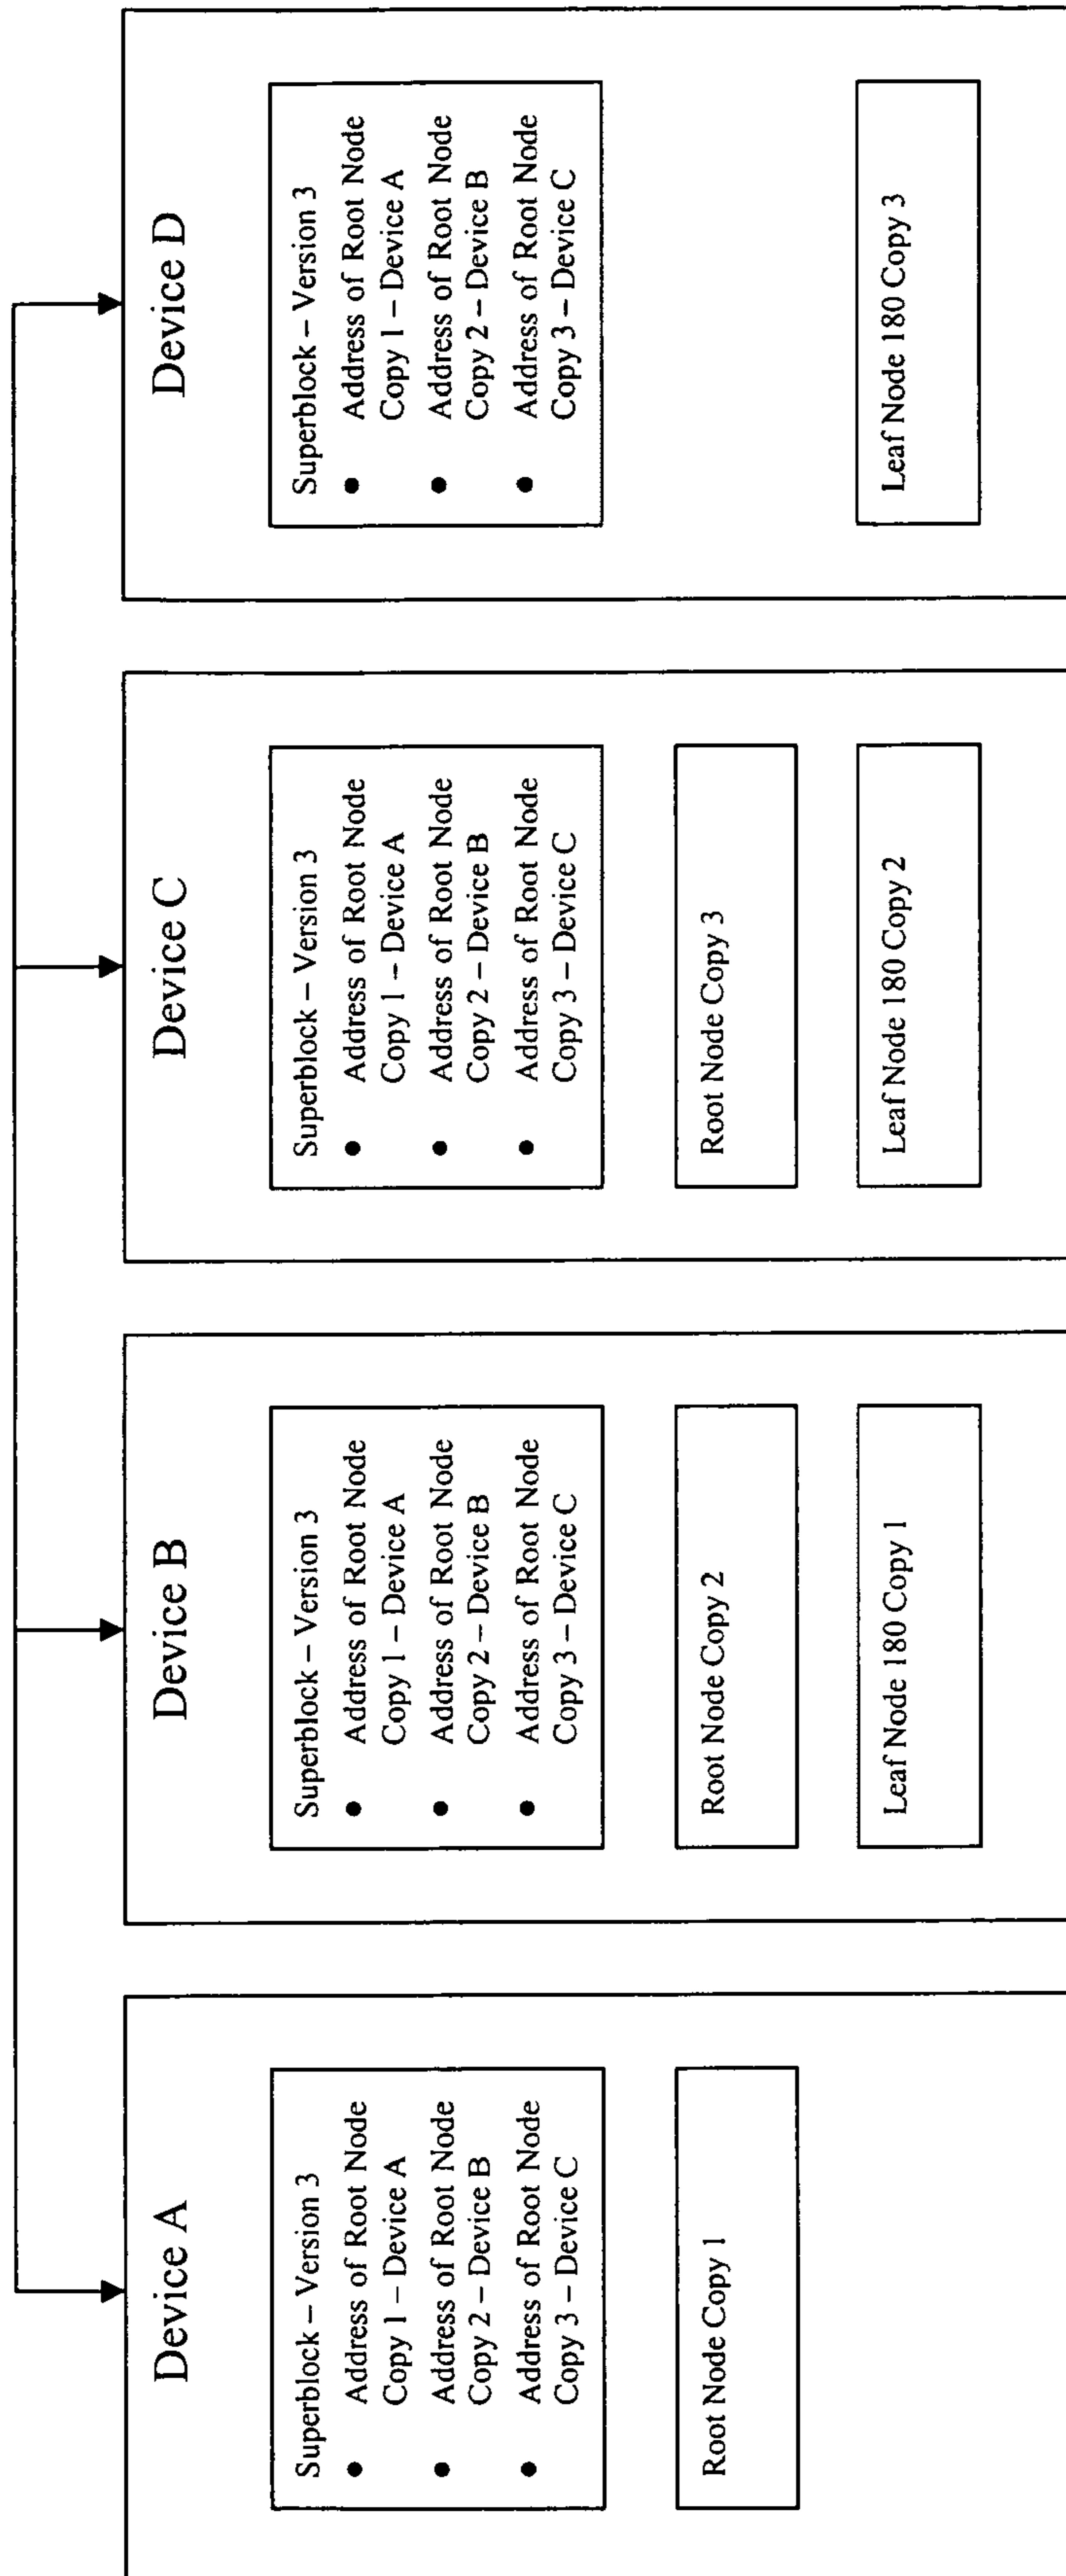 Device A
Superblock – Version 3
● Address of Root Node
Copy 1 – Device A
● Address of Root Node
Copy 2 – Device B
● Address of Root Node
Copy 3 – Device C
Root Node Copy 1
Device B
Superblock – Version 3
● Address of Root Node
Copy 1 – Device A
● Address of Root Node
Copy 2 – Device B
● Address of Root Node
Copy 3 – Device C
Root Node Copy 2
Leaf Node 180 Copy 1
Device C
Superblock – Version 3
● Address of Root Node
Copy 1 – Device A
● Address of Root Node
Copy 2 – Device B
● Address of Root Node
Copy 3 – Device C
Root Node Copy 3
Leaf Node 180 Copy 2
Device D
Superblock – Version 3
● Address of Root Node
Copy 1 – Device A
● Address of Root Node
Copy 2 – Device B
● Address of Root Node
Copy 3 – Device C
Leaf Node 180 Copy 3